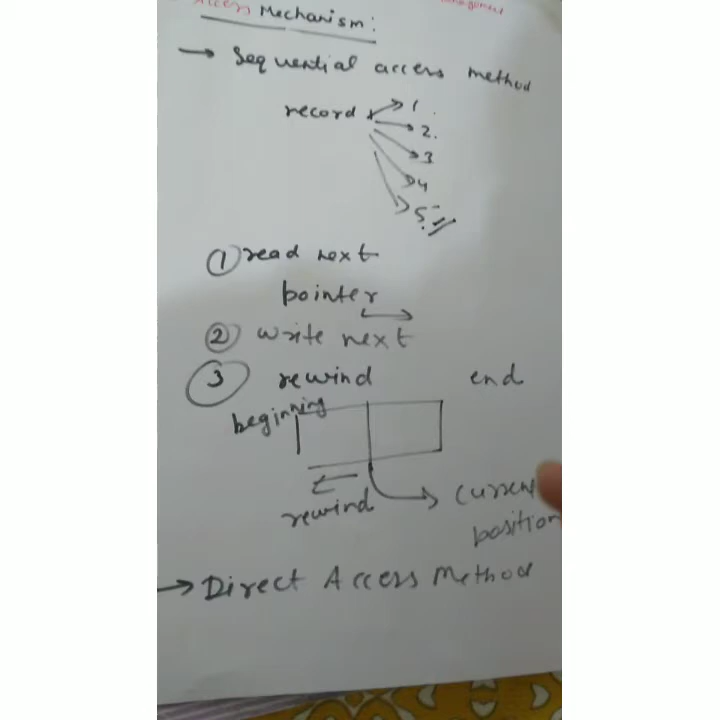 Access Mechanism:
→ Sequential access method
record → 1.
→ 2.
→ 3
→ 4
→ 5.
① read next
pointer
② write next
③ rewind end
beginning
rewind
current
position
→ Direct Access Method